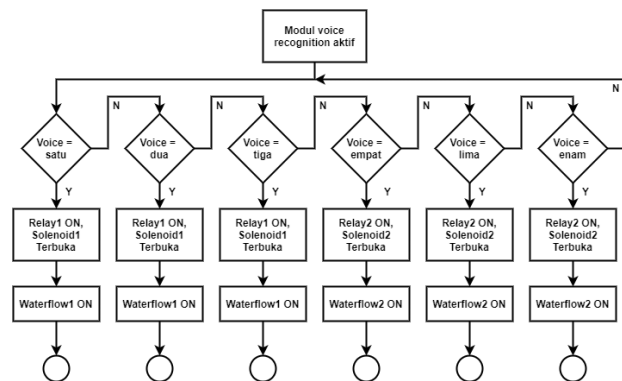 Modul voice
recognition aktif
N
N
N
N
N
N
Voice =
satu
Voice =
dua
Voice =
tiga
Voice =
empat
Voice =
lima
Voice =
enam
Y
Y
Y
Y
Y
Y
Relay1 ON,
Solenoid1
Terbuka
Relay1 ON,
Solenoid1
Terbuka
Relay1 ON,
Solenoid1
Terbuka
Relay2 ON,
Solenoid2
Terbuka
Relay2 ON,
Solenoid2
Terbuka
Relay2 ON,
Solenoid2
Terbuka
Waterflow1 ON
Waterflow1 ON
Waterflow1 ON
Waterflow2 ON
Waterflow2 ON
Waterflow2 ON